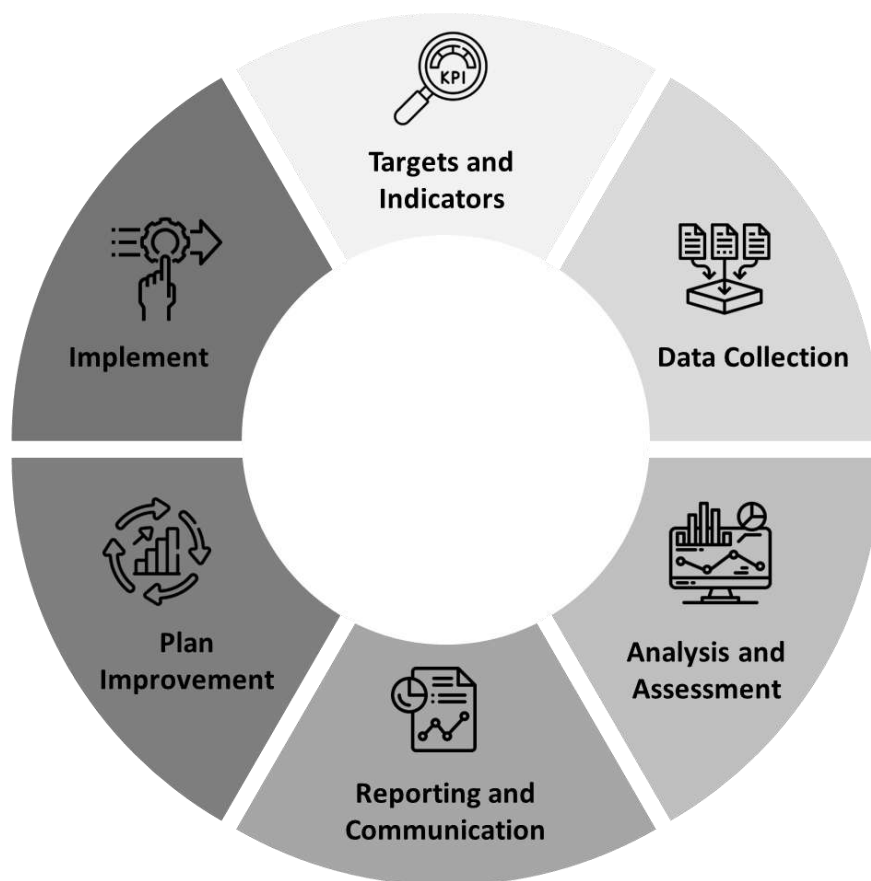 KPI
Targets and
Indicators
Data Collection
Analysis and
Assessment
Reporting and
Communication
Plan
Improvement
Implement